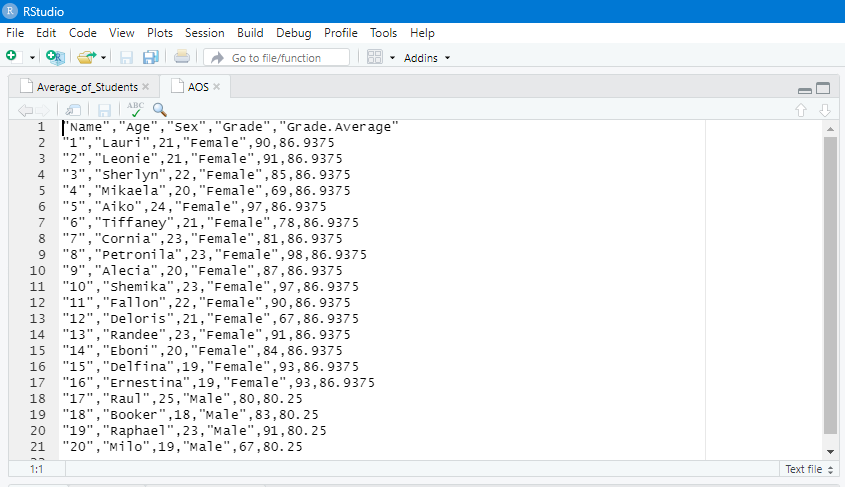 RStudio
File Edit Code View Plots Session Build Debug Profile Tools Help
Go to file/function Addins
Average_of_Students AOS
ABC
1 "Name","Age","Sex","Grade","Grade.Average"
2 "1","Lauri",21,"Female",90,86.9375
3 "2","Leonie",21,"Female",91,86.9375
4 "3","Sherlyn",22,"Female",85,86.9375
5 "4","Mikaela",20,"Female",69,86.9375
6 "5","Aiko",24,"Female",97,86.9375
7 "6","Tiffaney",21,"Female",78,86.9375
8 "7","Cornia",23,"Female",81,86.9375
9 "8","Petronila",23,"Female",98,86.9375
10 "9","Alecia",20,"Female",87,86.9375
11 "10","Shemika",23,"Female",97,86.9375
12 "11","Fallon",22,"Female",90,86.9375
13 "12","Deloris",21,"Female",67,86.9375
14 "13","Randee",23,"Female",91,86.9375
15 "14","Eboni",20,"Female",84,86.9375
16 "15","Delfina",19,"Female",93,86.9375
17 "16","Ernestina",19,"Female",93,86.9375
18 "17","Raul",25,"Male",80,80.25
19 "18","Booker",18,"Male",83,80.25
20 "19","Raphael",23,"Male",91,80.25
21 "20","Milo",19,"Male",67,80.25
1:1 Text file